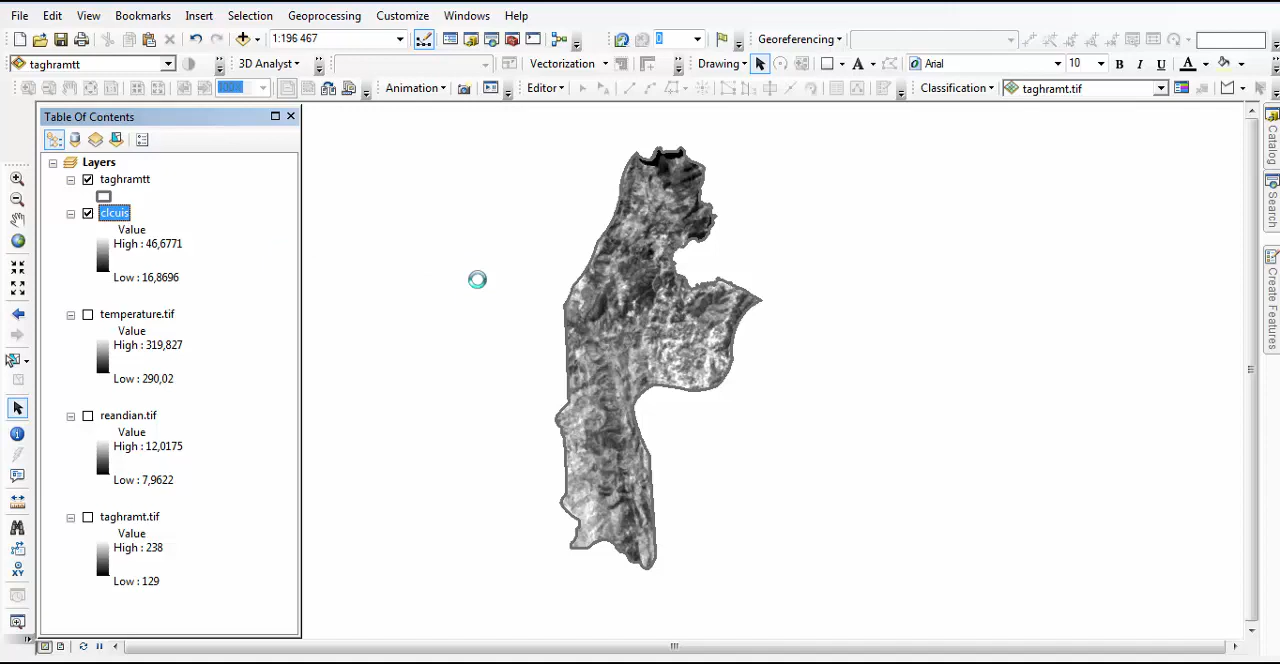 File Edit View Bookmarks Insert Selection Geoprocessing Customize Windows Help
1:196 467 0 Georeferencing
taghramtt 3D Analyst Vectorization Drawing A Arial 10 B I U A
Animation Editor Classification taghramt.tif
Table Of Contents
Layers
taghramtt
clcuis
Value
High : 46,6771
Low : 16,8696
temperature.tif
Value
High : 319,827
Low : 290,02
reandian.tif
Value
High : 12,0175
Low : 7,9622
taghramt.tif
Value
High : 238
Low : 129
XY
Catalog
Search
Create Features